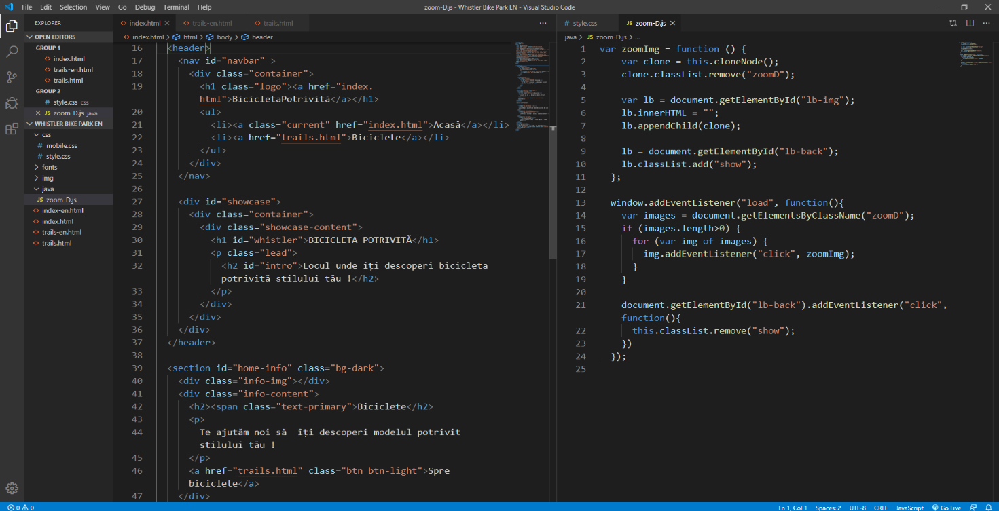 File Edit Selection View Go Debug Terminal Help
zoom-D.js - Whistler Bike Park EN - Visual Studio Code
EXPLORER
OPEN EDITORS
GROUP 1
index.html
trails-en.html
trails.html
GROUP 2
# style.css css
JS zoom-D.js java
WHISTLER BIKE PARK EN
css
# mobile.css
# style.css
fonts
img
java
JS zoom-D.js
index-en.html
index.html
trails-en.html
trails.html
index.html trails-en.html trails.html
index.html > html > body > header
16 <header>
17 <nav id="navbar" >
18 <div class="container">
19 <h1 class="logo"><a href="index.
html">BicicletaPotrivită</a></h1>
20 <ul>
21 <li><a class="current" href="index.html">Acasă</a></li>
22 <li><a href="trails.html">Biciclete</a></li>
23 </ul>
24 </div>
25 </nav>
26
27 <div id="showcase">
28 <div class="container">
29 <div class="showcase-content">
30 <h1 id="whistler">BICICLETA POTRIVITĂ</h1>
31 <p class="lead">
32 <h2 id="intro">Locul unde îți descoperi bicicleta
potrivită stilului tău !</h2>
33 </p>
34 </div>
35 </div>
36 </div>
37 </header>
38
39 <section id="home-info" class="bg-dark">
40 <div class="info-img"></div>
41 <div class="info-content">
42 <h2><span class="text-primary">Biciclete</h2>
43 <p>
44 Te ajutăm noi să  îți descoperi modelul potrivit
stilului tău !
45 </p>
46 <a href="trails.html" class="btn btn-light">Spre
biciclete</a>
47 </div>
# style.css JS zoom-D.js
java > JS zoom-D.js > ...
1 var zoomImg = function () {
2 var clone = this.cloneNode();
3 clone.classList.remove("zoomD");
4
5 var lb = document.getElementById("lb-img");
6 lb.innerHTML = "";
7 lb.appendChild(clone);
8
9 lb = document.getElementById("lb-back");
10 lb.classList.add("show");
11 };
12
13 window.addEventListener("load", function(){
14 var images = document.getElementsByClassName("zoomD");
15 if (images.length>0) {
16 for (var img of images) {
17 img.addEventListener("click", zoomImg);
18 }
19 }
20
21 document.getElementById("lb-back").addEventListener("click",
function(){
22 this.classList.remove("show");
23 })
24 });
25
0 0
Ln 1, Col 1 Spaces: 2 UTF-8 CRLF JavaScript Go Live